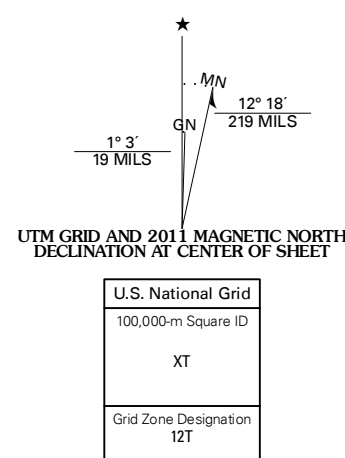 ★
MN
12° 18´
219 MILS
GN
1° 3´
19 MILS
UTM GRID AND 2011 MAGNETIC NORTH
DECLINATION AT CENTER OF SHEET
U.S. National Grid
100,000-m Square ID
XT
Grid Zone Designation
12T